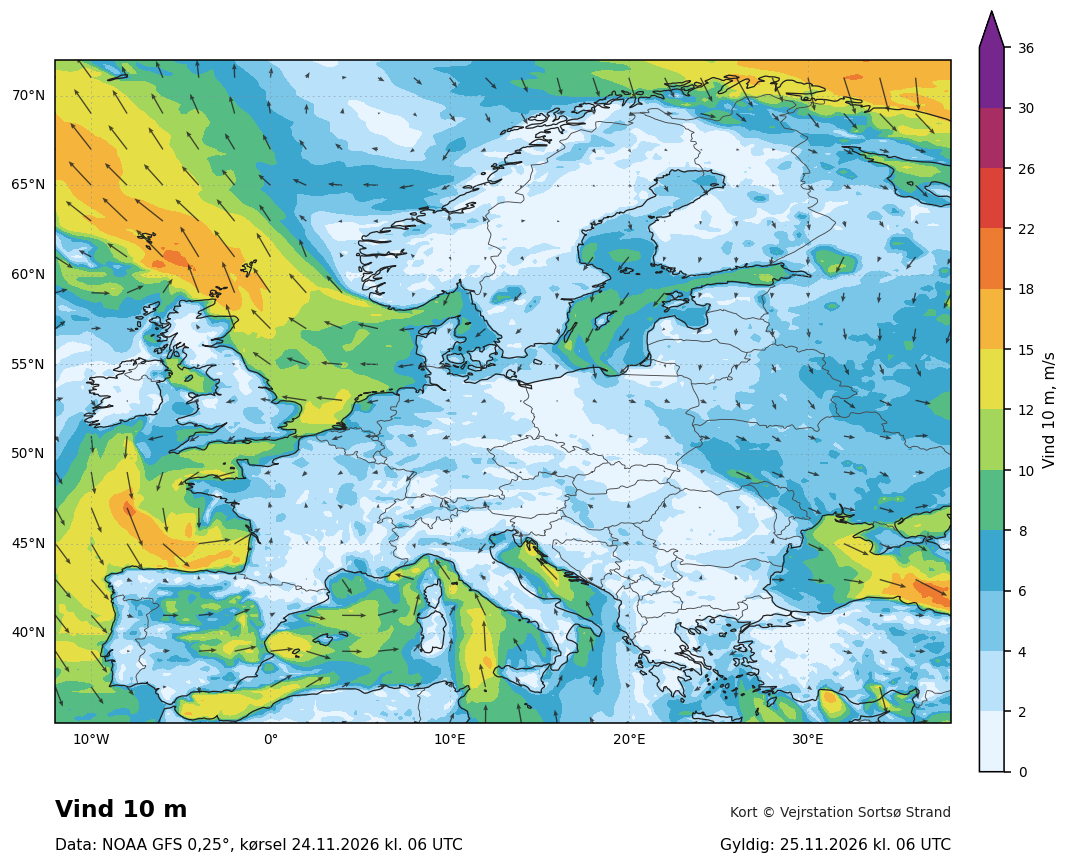 36
30
26
22
18
15
12
10
8
6
4
2
0
Vind 10 m, m/s
70°N
65°N
60°N
55°N
50°N
45°N
40°N
10°W
0°
10°E
20°E
30°E
Vind 10 m
Kort © Vejrstation Sortsø Strand
Data: NOAA GFS 0,25°, kørsel 24.11.2026 kl. 06 UTC
Gyldig: 25.11.2026 kl. 06 UTC